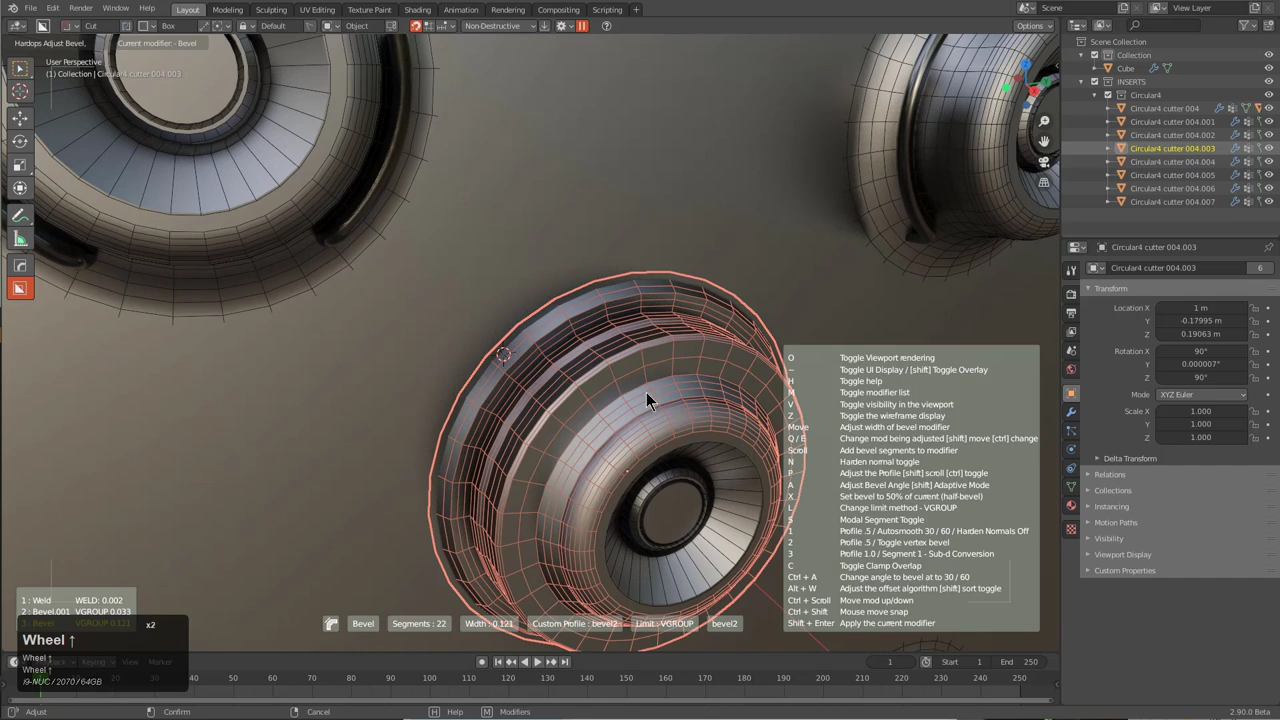 File Edit Render Window Help Layout Modeling Sculpting UV Editing Texture Paint Shading Animation Rendering Compositing Scripting + Scene View Layer
Cut Box Default Object Non-Destructive Options
Hardops Adjust Bevel, Current modifier: - Bevel
User Perspective
(1) Collection | Circular4 cutter 004.003
Scene Collection
Collection
Cube
INSERTS
Circular4
Circular4 cutter 004
Circular4 cutter 004.001
Circular4 cutter 004.002
Circular4 cutter 004.003
Circular4 cutter 004.004
Circular4 cutter 004.005
Circular4 cutter 004.006
Circular4 cutter 004.007
Circular4 cutter 004.003
Circular4 cutter 004.003 6
Transform
Location X 1 m
Y -0.17995 m
Z 0.19063 m
Rotation X 90°
Y 0.000007°
Z 90°
Mode XYZ Euler
Scale X 1.000
Y 1.000
Z 1.000
Delta Transform
Relations
Collections
Instancing
Motion Paths
Visibility
Viewport Display
Custom Properties
O Toggle Viewport rendering
~ Toggle UI Display / [shift] Toggle Overlay
H Toggle help
M Toggle modifier list
V Toggle visibility in the viewport
Z Toggle the wireframe display
Move Adjust width of bevel modifier
Q / E Change mod being adjusted [shift] move [ctrl] change
Scroll Add bevel segments to modifier
N Harden normal toggle
P Adjust the Profile [shift] scroll [ctrl] toggle
A Adjust Bevel Angle [shift] Adaptive Mode
X Set bevel to 50% of current (half-bevel)
L Change limit method - VGROUP
S Modal Segment Toggle
1 Profile .5 / Autosmooth 30 / 60 / Harden Normals Off
2 Profile .5 / Toggle vertex bevel
3 Profile 1.0 / Segment 1 - Sub-d Conversion
C Toggle Clamp Overlap
Ctrl + A Change angle to bevel at to 30 / 60
Alt + W Adjust the offset algorithm [shift] sort toggle
Ctrl + Scroll Move mod up/down
Ctrl + Shift Mouse move snap
Shift + Enter Apply the current modifier
1 : Weld WELD: 0.002
2 : Bevel.001 VGROUP 0.033
3 : Bevel VGROUP 0.121
Bevel Segments : 22 Width : 0.121 Custom Profile : bevel2 Limit : VGROUP bevel2
Wheel ↑ x2
Wheel ↑
Wheel ↑
i9-NUC / 2070 / 64GB
Keying View Marker 1 Start 1 End 250
20 30 40 50 60 70 80 90 100 110 120 130 140 150 160 170 180 190 200 210 220 230 240 250
Adjust Confirm Cancel H Help M Modifiers 2.90.0 Beta